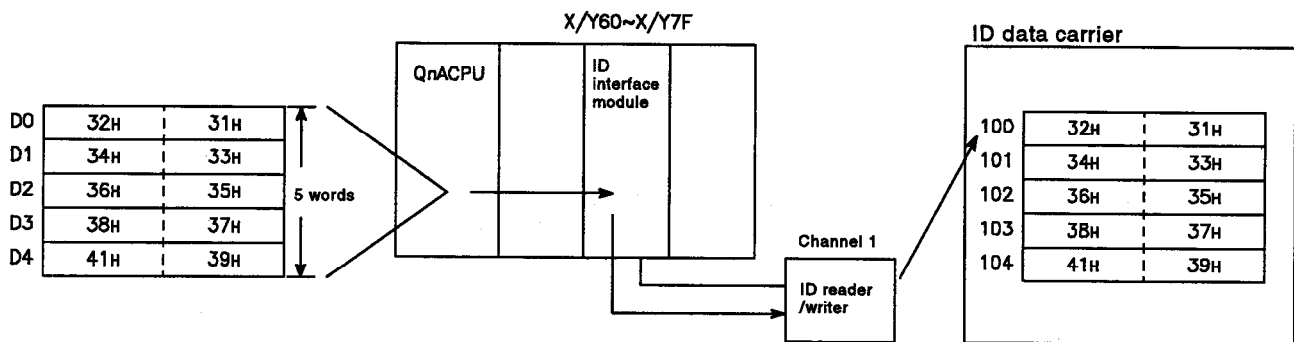 X/Y60~X/Y7F
ID data carrier
QnACPU
ID
interface
module
D0 32H 31H
D1 34H 33H
D2 36H 35H
D3 38H 37H
D4 41H 39H
5 words
100 32H 31H
101 34H 33H
102 36H 35H
103 38H 37H
104 41H 39H
Channel 1
ID reader
/writer